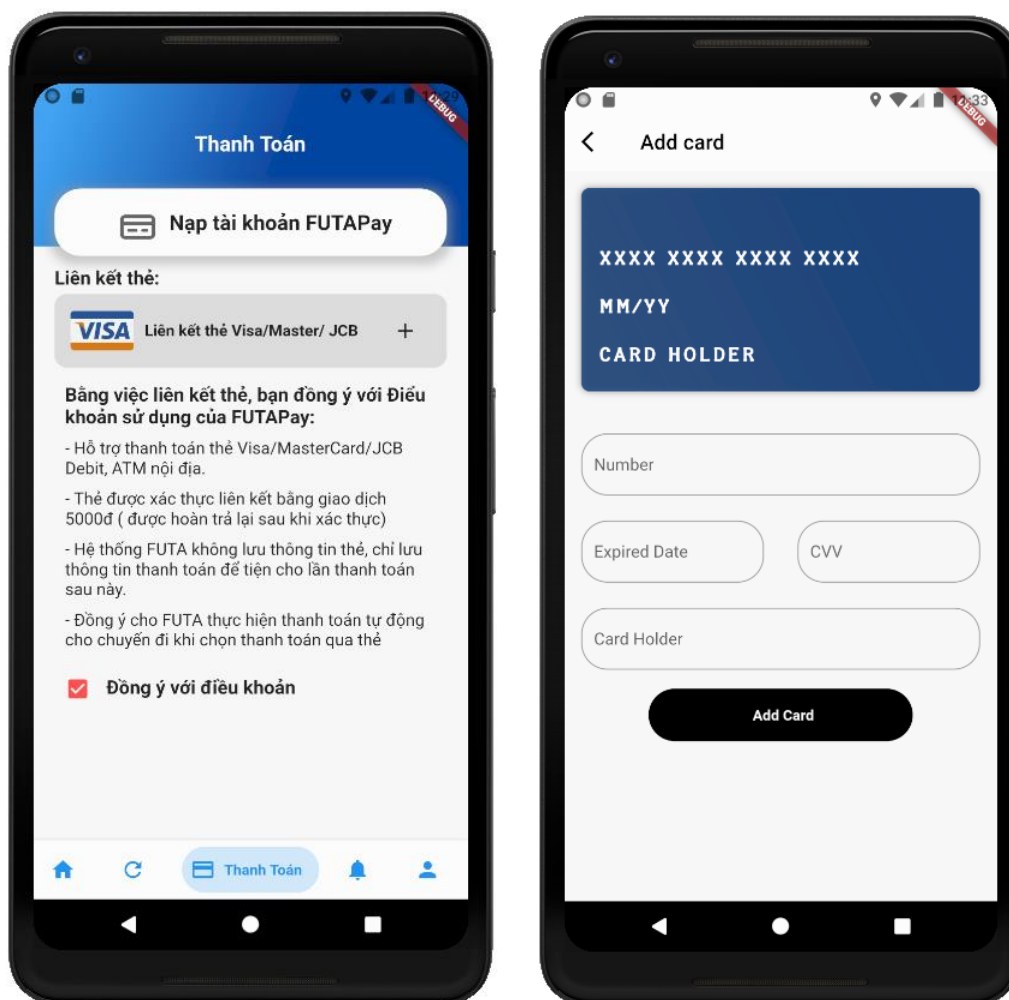 DEBUG
Thanh Toán
Nạp tài khoản FUTAPay
Liên kết thẻ:
VISA Liên kết thẻ Visa/Master/ JCB +
Bằng việc liên kết thẻ, bạn đồng ý với Điểu
khoản sử dụng của FUTAPay:
- Hỗ trợ thanh toán thẻ Visa/MasterCard/JCB
Debit, ATM nội địa.
- Thẻ được xác thực liên kết bằng giao dịch
5000đ ( được hoàn trả lại sau khi xác thực)
- Hệ thống FUTA không lưu thông tin thẻ, chỉ lưu
thông tin thanh toán để tiện cho lần thanh toán
sau này.
- Đồng ý cho FUTA thực hiện thanh toán tự động
cho chuyến đi khi chọn thanh toán qua thẻ
Đồng ý với điều khoản
Thanh Toán
DEBUG
Add card
XXXX XXXX XXXX XXXX
MM/YY
CARD HOLDER
Number
Expired Date
CVV
Card Holder
Add Card